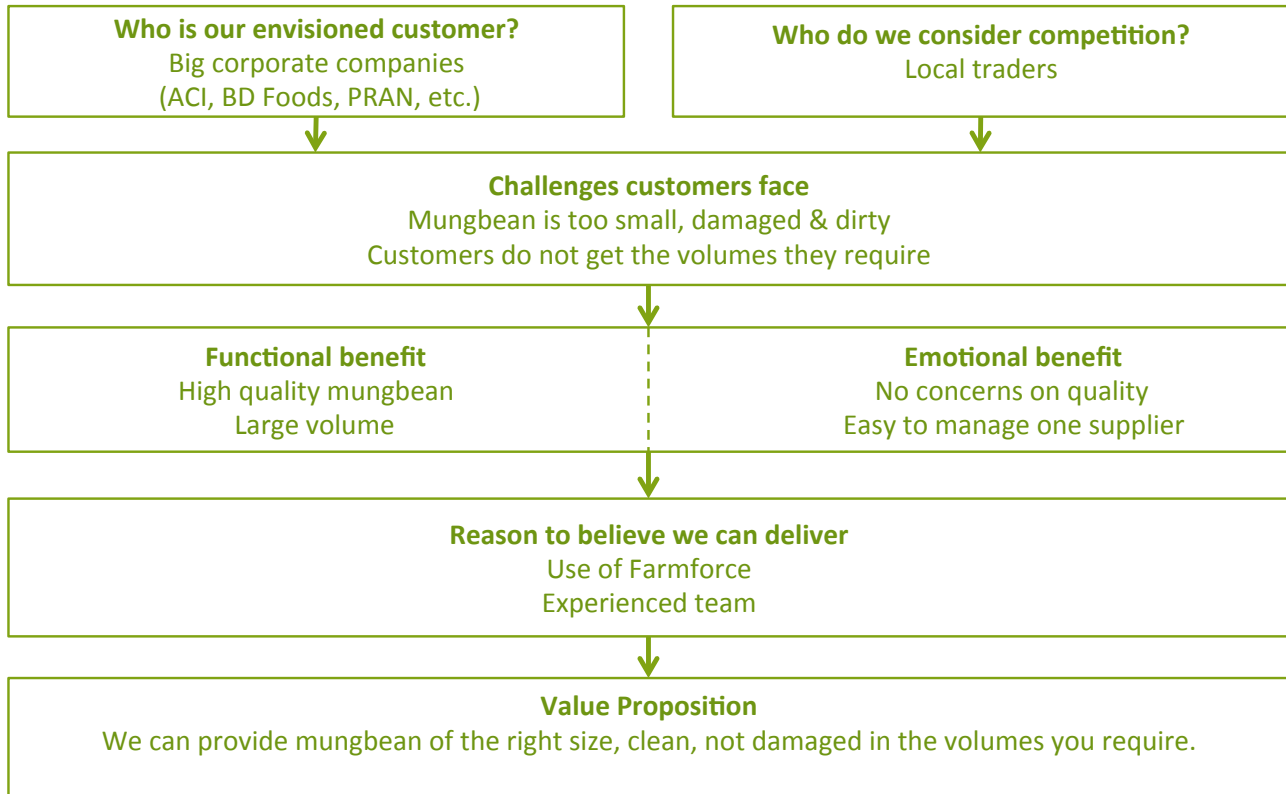 Who is our envisioned customer?
Big corporate companies
(ACI, BD Foods, PRAN, etc.)
Who do we consider competition?
Local traders
Challenges customers face
Mungbean is too small, damaged & dirty
Customers do not get the volumes they require
Functional benefit
High quality mungbean
Large volume
Emotional benefit
No concerns on quality
Easy to manage one supplier
Reason to believe we can deliver
Use of Farmforce
Experienced team
Value Proposition
We can provide mungbean of the right size, clean, not damaged in the volumes you require.